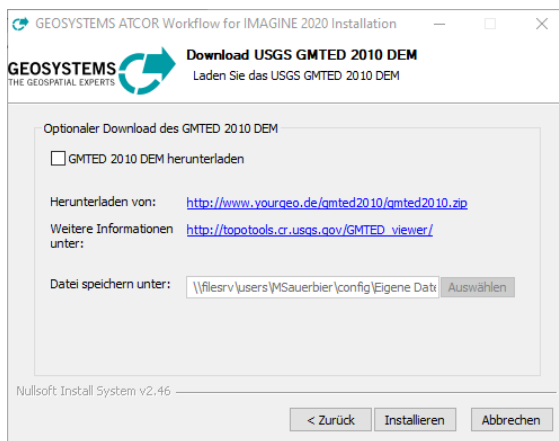 GEOSYSTEMS ATCOR Workflow for IMAGINE 2020 Installation
GEOSYSTEMS
THE GEOSPATIAL EXPERTS
Download USGS GMTED 2010 DEM
Laden Sie das USGS GMTED 2010 DEM
Optionaler Download des GMTED 2010 DEM
GMTED 2010 DEM herunterladen
Herunterladen von: http://www.yourgeo.de/gmted2010/gmted2010.zip
Weitere Informationen http://topotools.cr.usgs.gov/GMTED_viewer/
unter:
Datei speichern unter: \\filesrv\users\MSauerbier\config\Eigene Date Auswählen
Nullsoft Install System v2.46
< Zurück Installieren Abbrechen